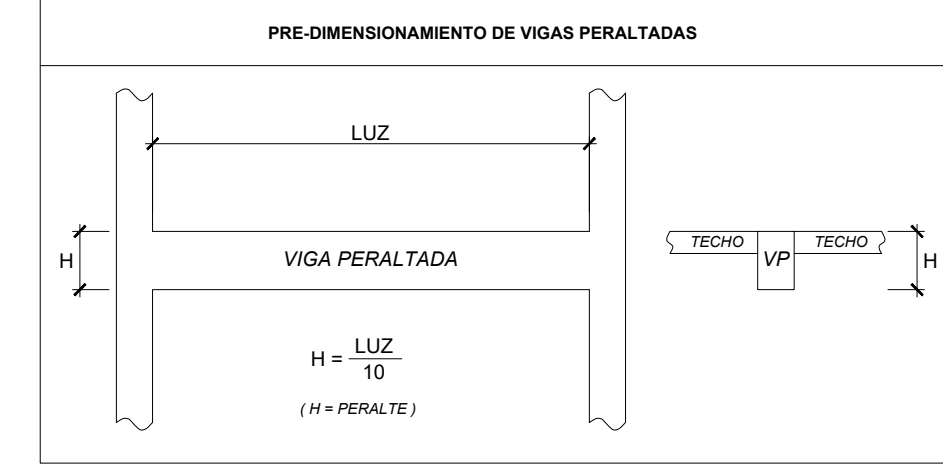 PRE-DIMENSIONAMIENTO DE VIGAS PERALTADAS
LUZ
H
VIGA PERALTADA
TECHO
VP
TECHO
H
H = LUZ
10
( H = PERALTE )